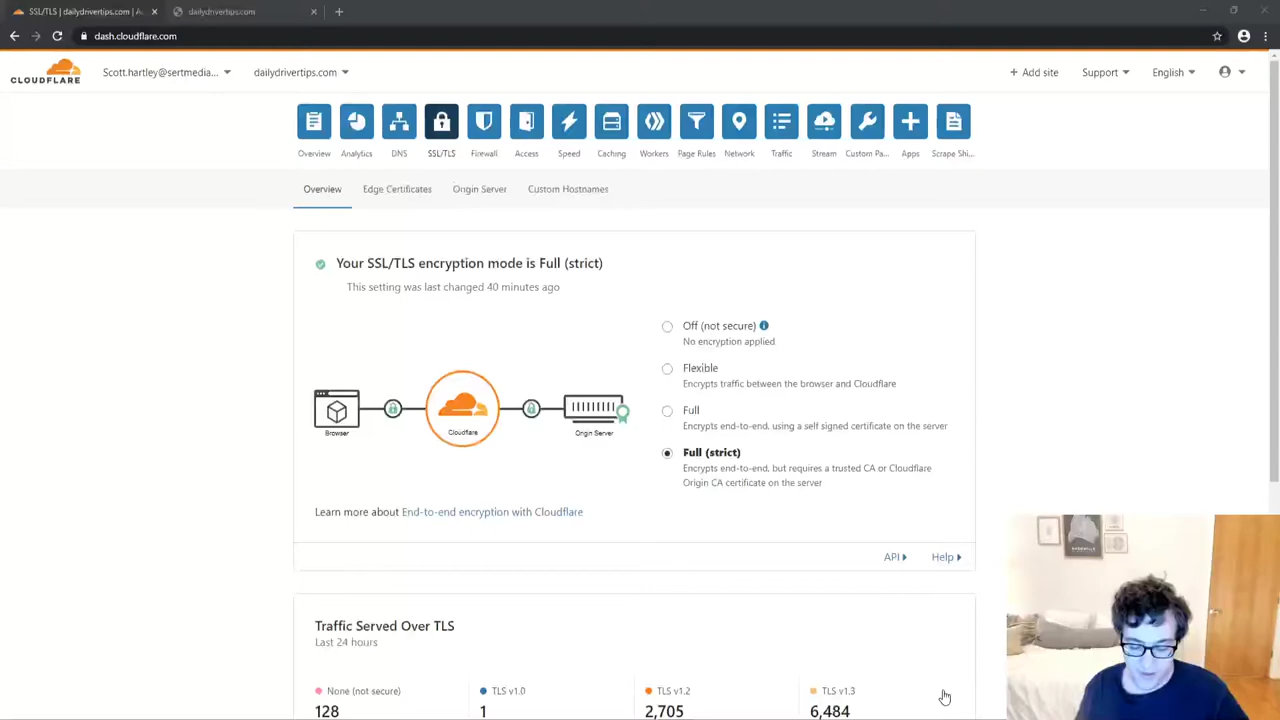 SSL/TLS | dailydrivertips.com | A
dailydrivertips.com
dash.cloudflare.com
CLOUDFLARE
Scott.hartley@sertmedia...
dailydrivertips.com
+ Add site
Support
English
Overview
Analytics
DNS
SSL/TLS
Firewall
Access
Speed
Caching
Workers
Page Rules
Network
Traffic
Stream
Custom Pa...
Apps
Scrape Shi...
Overview
Edge Certificates
Origin Server
Custom Hostnames
Your SSL/TLS encryption mode is Full (strict)
This setting was last changed 40 minutes ago
Browser
Cloudflare
Origin Server
Off (not secure)
No encryption applied
Flexible
Encrypts traffic between the browser and Cloudflare
Full
Encrypts end-to-end, using a self signed certificate on the server
Full (strict)
Encrypts end-to-end, but requires a trusted CA or Cloudflare
Origin CA certificate on the server
Learn more about End-to-end encryption with Cloudflare
API
Help
Traffic Served Over TLS
Last 24 hours
None (not secure)
128
TLS v1.0
1
TLS v1.2
2,705
TLS v1.3
6,484